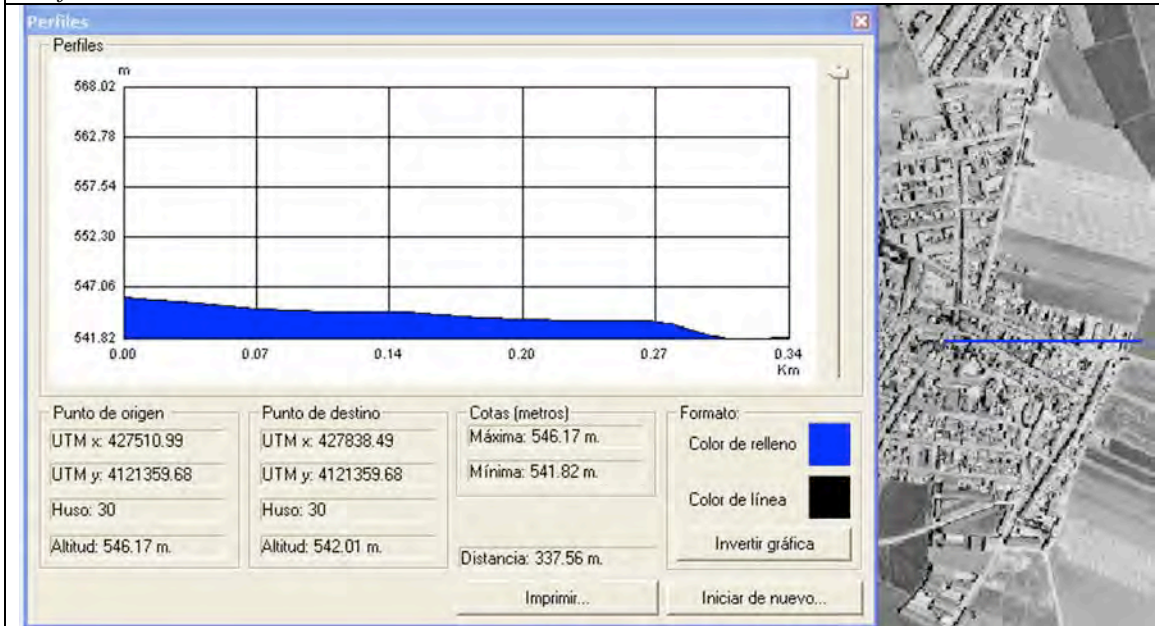 Perfiles
Perfiles
m
568.02
562.78
557.54
552.30
547.06
541.82
0.00 0.07 0.14 0.20 0.27 0.34
Km
Punto de origen
UTM x: 427510.99
UTM y: 4121359.68
Huso: 30
Altitud: 546.17 m.
Punto de destino
UTM x: 427838.49
UTM y: 4121359.68
Huso: 30
Altitud: 542.01 m.
Cotas (metros)
Máxima: 546.17 m.
Mínima: 541.82 m.
Distancia: 337.56 m.
Formato:
Color de relleno
Color de línea
Invertir gráfica
Imprimir...
Iniciar de nuevo...